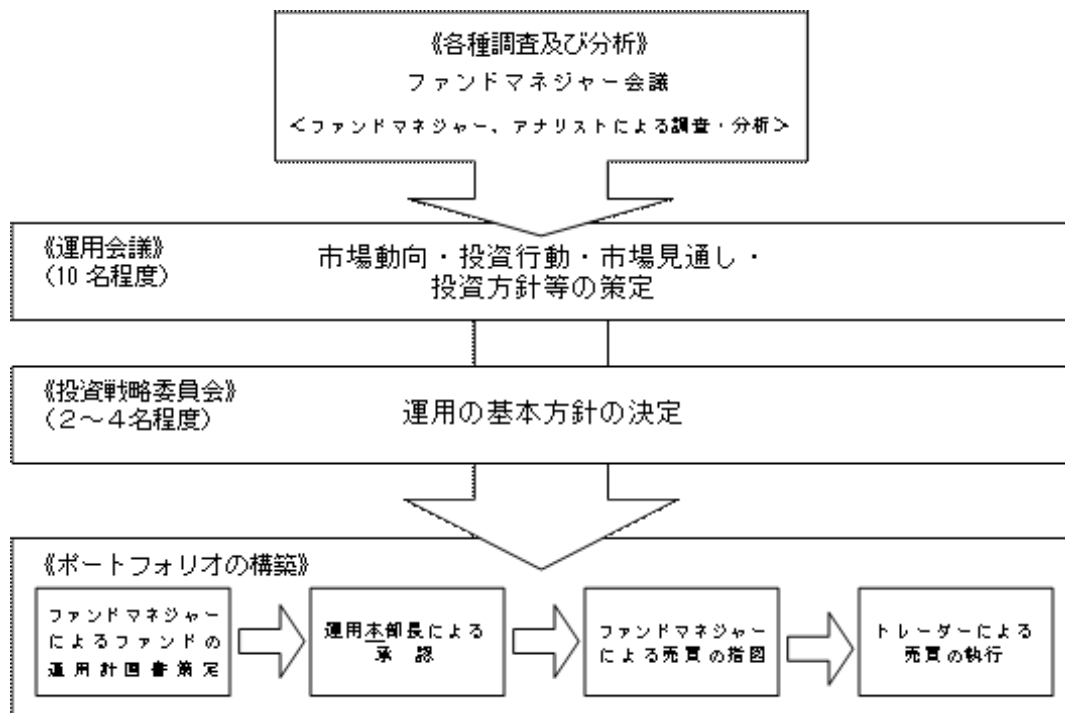 《各種調査及び分析》
ファンドマネジャー会議
＜ファンドマネジャー、アナリストによる調査・分析＞
《運用会議》
（10 名程度）
市場動向・投資行動・市場見通し・
投資方針等の策定
《投資戦略委員会》
（２～４名程度）
運用の基本方針の決定
《ポートフォリオの構築》
ファンドマネジャー
によるファンドの
運用計画書策定
運用本部長による
承　認
ファンドマネジャー
による売買の指図
トレーダーによる
売買の執行